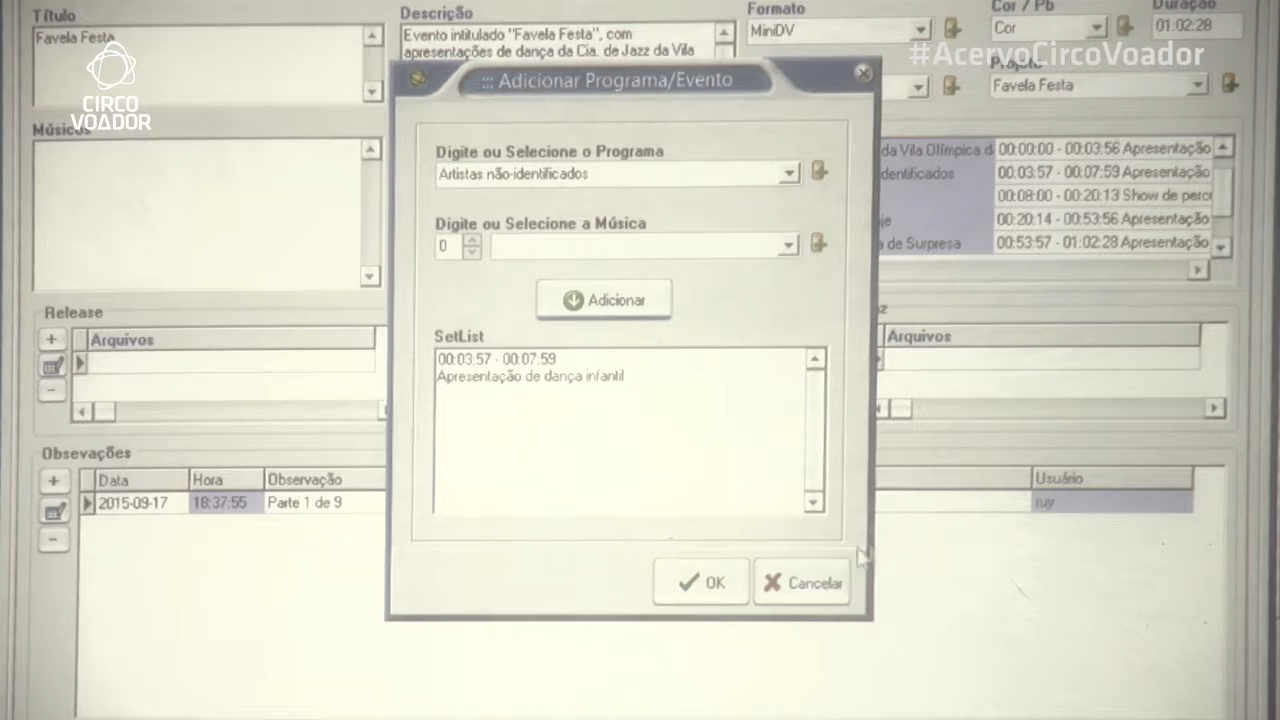 Título
Descrição
Formato
Cor / Pb
Duração
Favela Festa
Evento intitulado "Favela Festa", com
apresentações de dança da Cia. de Jazz da Vila
MiniDV
Cor
01:02:28
#AcervoCircoVoador
Projeto
Favela Festa
CIRCO
VOADOR
::: Adicionar Programa/Evento
Músicos
Digite ou Selecione o Programa
Artistas não-identificados
Digite ou Selecione a Música
0
Adicionar
SetList
00:03:57 - 00:07:59
Apresentação de dança infantil
OK
Cancelar
da Vila Olímpica d
00:00:00 - 00:03:56 Apresentação
dentificados
00:03:57 - 00:07:59 Apresentação
00:08:00 - 00:20:13 Show de percu
je
00:20:14 - 00:53:56 Apresentação
a de Surpresa
00:53:57 - 01:02:28 Apresentação
Release
Arquivos
z
Arquivos
Obsevações
Data
Hora
Observação
Usuário
2015-09-17
18:37:55
Parte 1 de 9
ruy